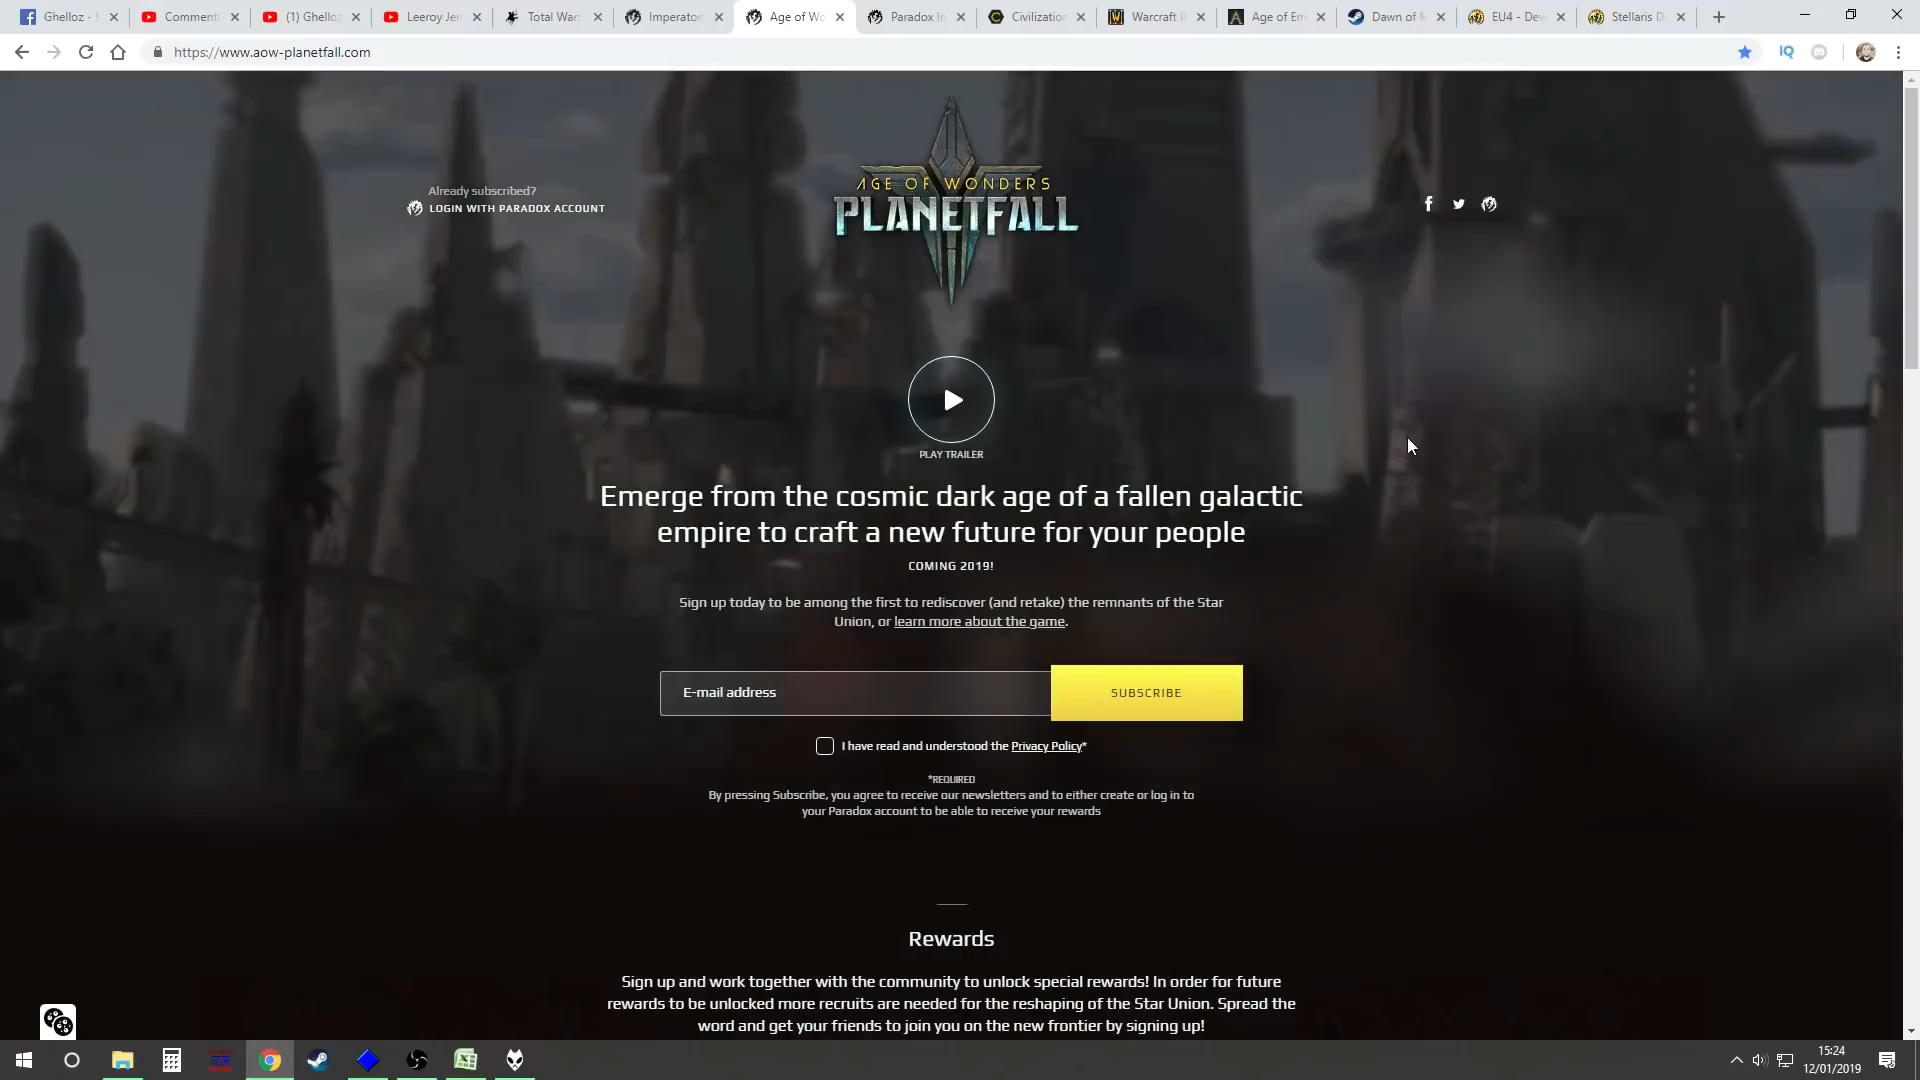 Ghelloz -
Comment
(1) Ghelloz
Leeroy Jen
Total War:
Imperator
Age of Wo
Paradox In
Civilization
Warcraft II
Age of Em
Dawn of M
EU4 - Dev
Stellaris D
https://www.aow-planetfall.com
IQ
Already subscribed?
LOGIN WITH PARADOX ACCOUNT
AGE OF WONDERS
PLANETFALL
PLAY TRAILER
Emerge from the cosmic dark age of a fallen galactic
empire to craft a new future for your people
COMING 2019!
Sign up today to be among the first to rediscover (and retake) the remnants of the Star
Union, or learn more about the game.
E-mail address
SUBSCRIBE
I have read and understood the Privacy Policy*
*REQUIRED
By pressing Subscribe, you agree to receive our newsletters and to either create or log in to
your Paradox account to be able to receive your rewards
Rewards
Sign up and work together with the community to unlock special rewards! In order for future
rewards to be unlocked more recruits are needed for the reshaping of the Star Union. Spread the
word and get your friends to join you on the new frontier by signing up!
15:24
12/01/2019